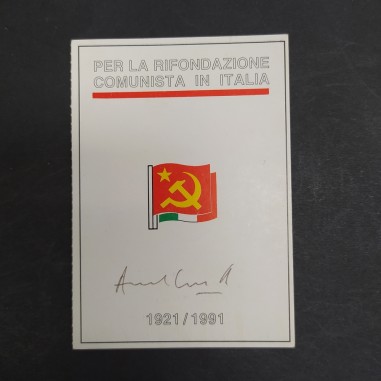 PER LA RIFONDAZIONE
COMUNISTA IN ITALIA
1921/1991